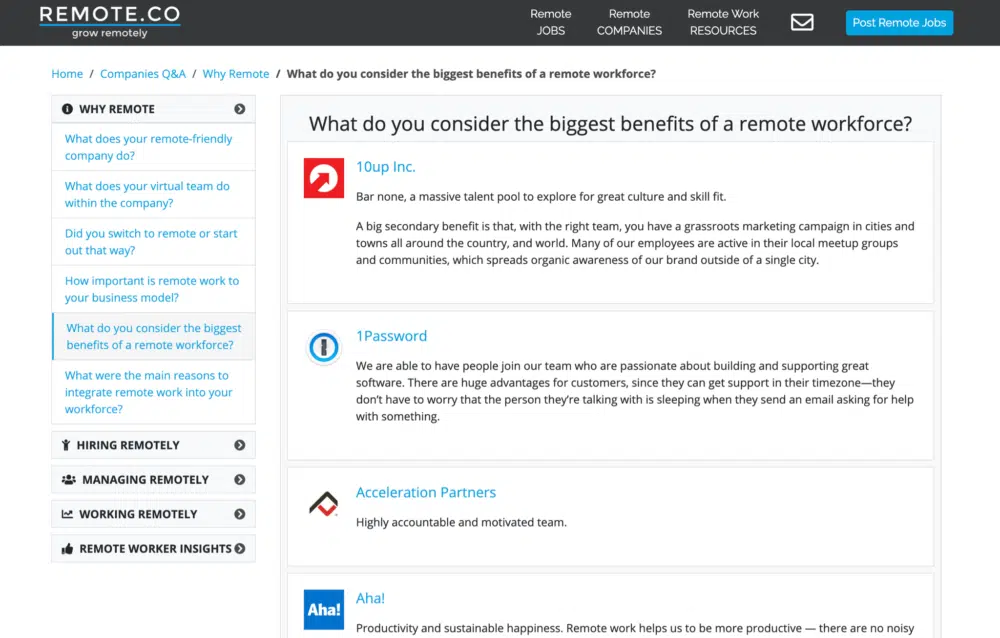 REMOTE.CO
grow remotely
Remote
JOBS
Remote
COMPANIES
Remote Work
RESOURCES
Post Remote Jobs
Home / Companies Q&A / Why Remote / What do you consider the biggest benefits of a remote workforce?
WHY REMOTE
What does your remote-friendly
company do?
What does your virtual team do
within the company?
Did you switch to remote or start
out that way?
How important is remote work to
your business model?
What do you consider the biggest
benefits of a remote workforce?
What were the main reasons to
integrate remote work into your
workforce?
HIRING REMOTELY
MANAGING REMOTELY
WORKING REMOTELY
REMOTE WORKER INSIGHTS
What do you consider the biggest benefits of a remote workforce?
10up Inc.
Bar none, a massive talent pool to explore for great culture and skill fit.
A big secondary benefit is that, with the right team, you have a grassroots marketing campaign in cities and
towns all around the country, and world. Many of our employees are active in their local meetup groups
and communities, which spreads organic awareness of our brand outside of a single city.
1Password
We are able to have people join our team who are passionate about building and supporting great
software. There are huge advantages for customers, since they can get support in their timezone—they
don't have to worry that the person they're talking with is sleeping when they send an email asking for help
with something.
Acceleration Partners
Highly accountable and motivated team.
Aha!
Aha!
Productivity and sustainable happiness. Remote work helps us to be more productive — there are no noisy